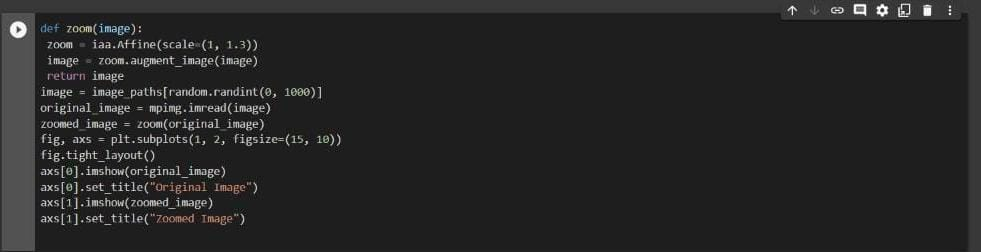 def zoom(image):
 zoom = iaa.Affine(scale=(1, 1.3))
 image = zoom.augment_image(image)
 return image
image = image_paths[random.randint(0, 1000)]
original_image = mpimg.imread(image)
zoomed_image = zoom(original_image)
fig, axs = plt.subplots(1, 2, figsize=(15, 10))
fig.tight_layout()
axs[0].imshow(original_image)
axs[0].set_title("Original Image")
axs[1].imshow(zoomed_image)
axs[1].set_title("Zoomed Image")